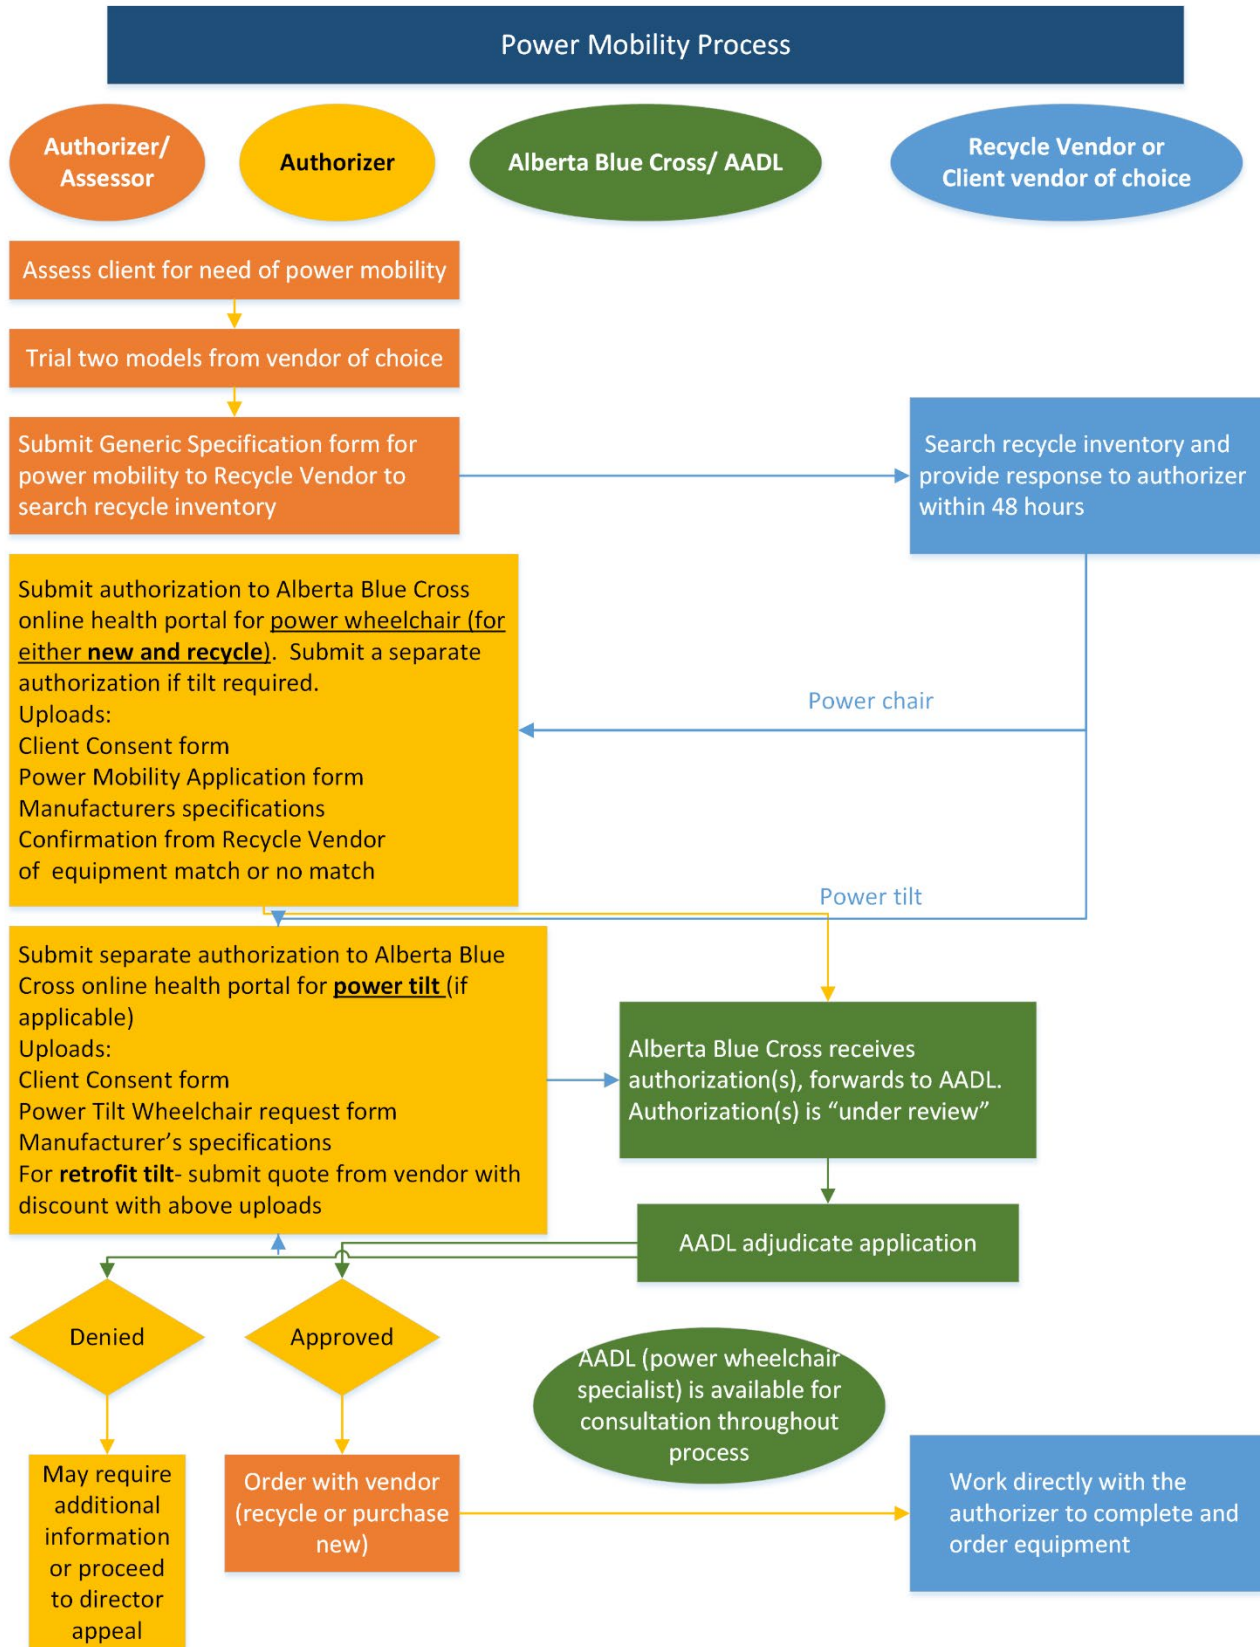 Power Mobility Process
Authorizer/
Assessor
Authorizer
Alberta Blue Cross/ AADL
Recycle Vendor or
Client vendor of choice
Assess client for need of power mobility
Trial two models from vendor of choice
Submit Generic Specification form for
power mobility to Recycle Vendor to
search recycle inventory
Search recycle inventory and
provide response to authorizer
within 48 hours
Submit authorization to Alberta Blue Cross
online health portal for power wheelchair (for
either new and recycle).  Submit a separate
authorization if tilt required.
Uploads:
Client Consent form
Power Mobility Application form
Manufacturers specifications
Confirmation from Recycle Vendor
of  equipment match or no match
Power chair
Power tilt
Submit separate authorization to Alberta Blue
Cross online health portal for power tilt (if
applicable)
Uploads:
Client Consent form
Power Tilt Wheelchair request form
Manufacturer’s specifications
For retrofit tilt- submit quote from vendor with
discount with above uploads
Alberta Blue Cross receives
authorization(s), forwards to AADL.
Authorization(s) is “under review”
AADL adjudicate application
Denied
Approved
AADL (power wheelchair
specialist) is available for
consultation throughout
process
May require
additional
information
or proceed
to director
appeal
Order with vendor
(recycle or purchase
new)
Work directly with the
authorizer to complete and
order equipment